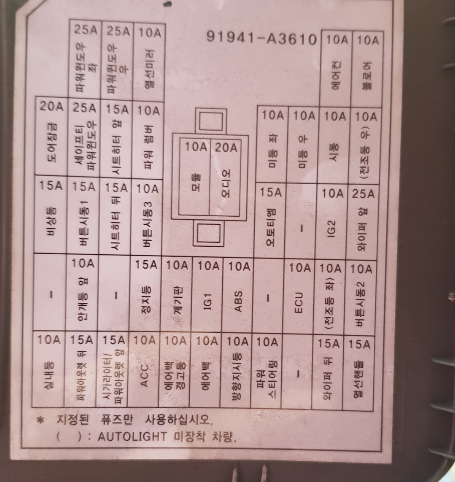 91941-A3610
25A 파워윈도우 좌
25A 파워윈도우 우
10A 열선미러
10A 에어컨
10A 블로어
20A 도어잠금
25A 세이프티 파워윈도우
15A 시트히터 앞
10A 파워 럼버
10A 모듈
20A 오디오
10A 미등 좌
10A 미등 우
10A 시동
10A (전조등 우)
15A 비상등
15A 버튼시동1
15A 시트히터 뒤
10A 버튼시동3
15A 오토티엠
-
10A IG2
25A 와이퍼 앞
-
10A 안개등 앞
-
15A 정지등
10A 계기판
10A IG1
10A ABS
-
10A ECU
10A (전조등 좌)
10A 버튼시동2
10A 실내등
15A 파워아웃렛 뒤
15A 시가라이터/ 파워아웃렛 앞
10A ACC
10A 에어백 경고등
10A 에어백
10A 방향지시등
10A 파워 스티어링
-
15A 와이퍼 뒤
15A 열선핸들
* 지정된 퓨즈만 사용하십시오.
( ) : AUTOLIGHT 미장착 차량.